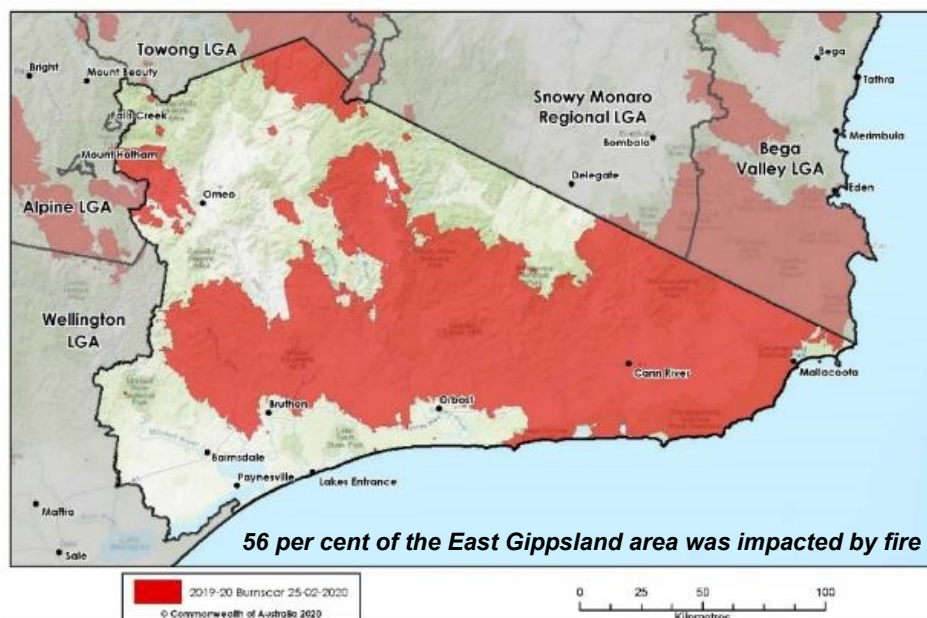 Towong LGA
Bright
Mount Beauty
Falls Creek
Mount Hotham
Omeo
Alpine LGA
Wellington
LGA
Snowy Monaro
Regional LGA
Bombala
Delegate
Bega
Tathra
Merimbula
Bega
Valley LGA
Eden
Cann River
Mallacoota
Bruthen
Orbost
Bairnsdale
Paynesville
Lakes Entrance
Maffra
Sale
56 per cent of the East Gippsland area was impacted by fire
2019-20 Burnscar 25-02-2020
© Commonwealth of Australia 2020
0 20 40 60 100
Kilometres